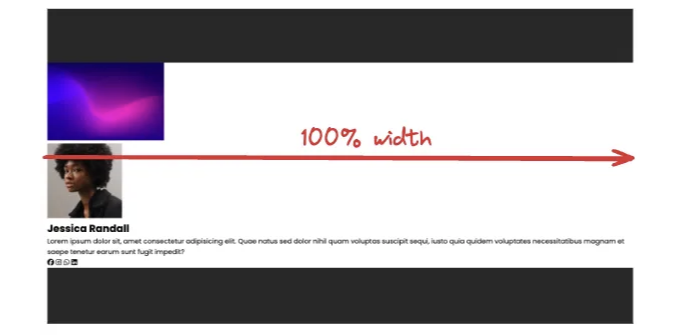 100% width
Jessica Randall
Lorem ipsum dolor sit, amet consectetur adipisicing elit. Quae natus sed dolor nihil quam voluptas suscipit sequi, iusto quia quidem voluptates necessitatibus magnam et
saepe tenetur earum sunt fugit impedit?